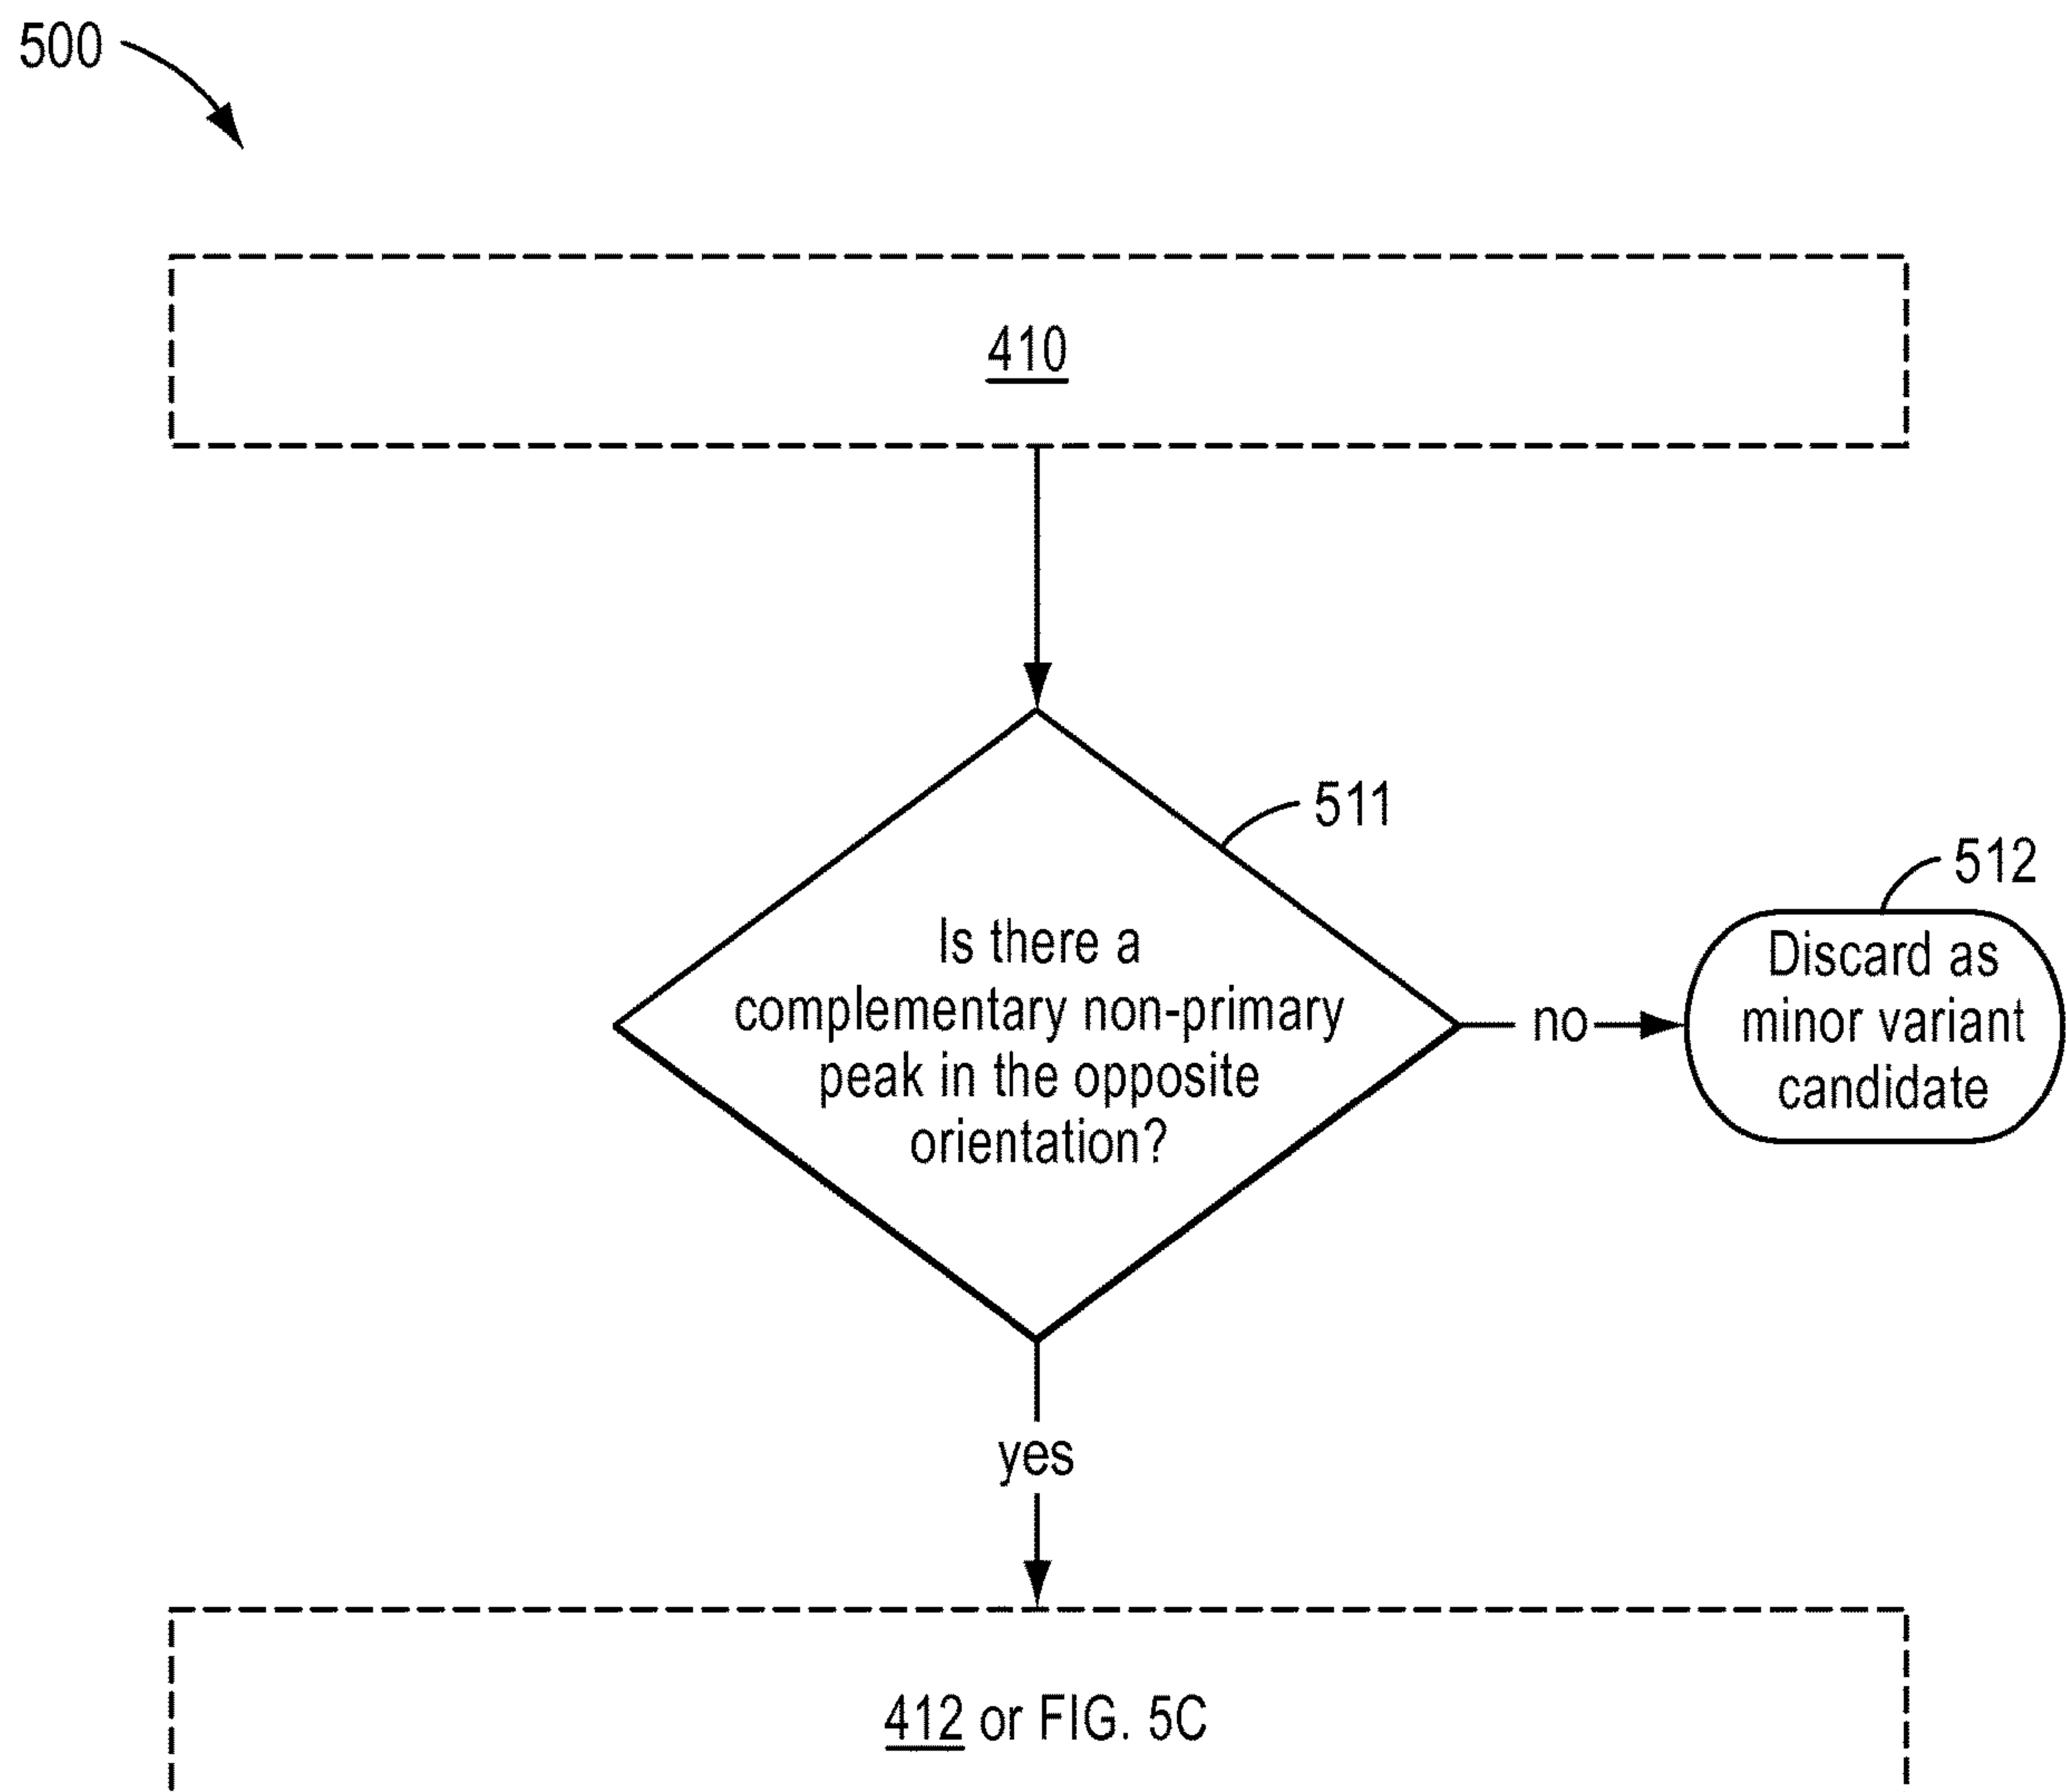 500
410
511
512
Is there a
complementary non-primary
peak in the opposite
orientation?
no
Discard as
minor variant
candidate
yes
412 or FIG. 5C